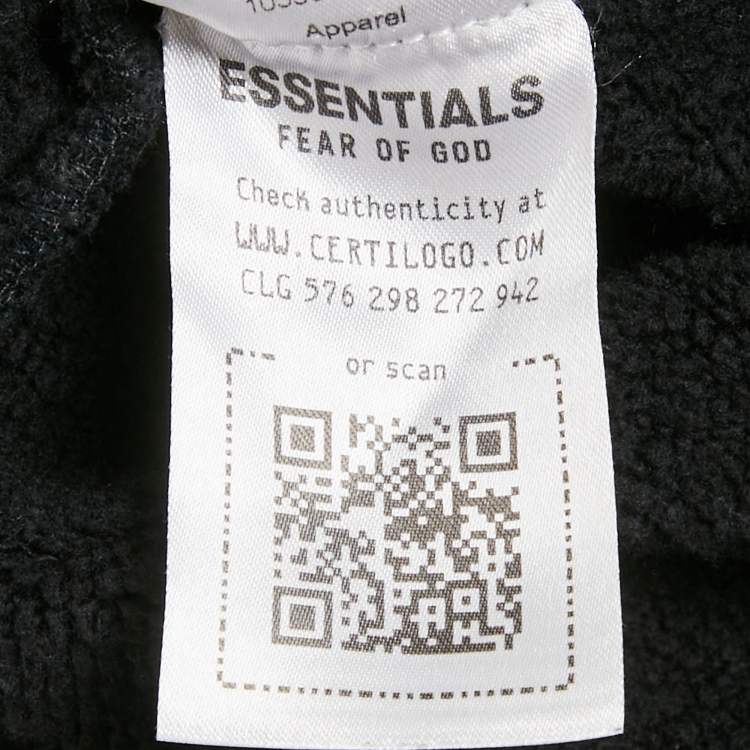 Apparel
ESSENTIALS
FEAR OF GOD
Check authenticity at
WWW.CERTILOGO.COM
CLG 576 298 272 942
or scan